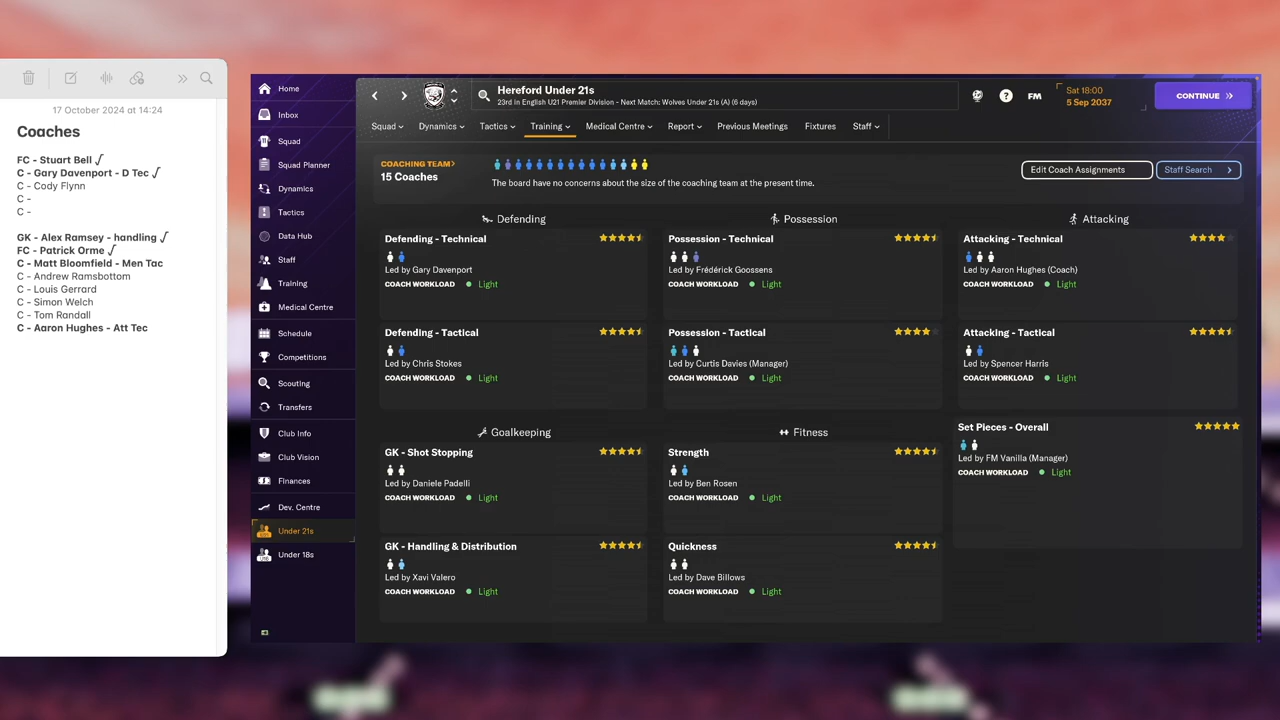 17 October 2024 at 14:24
Coaches
FC - Stuart Bell √
C - Gary Davenport - D Tec √
C - Cody Flynn
C -
C -
GK - Alex Ramsey - handling √
FC - Patrick Orme √
C - Matt Bloomfield - Men Tac
C - Andrew Ramsbottom
C - Louis Gerrard
C - Simon Welch
C - Tom Randall
C - Aaron Hughes - Att Tec
Home
Inbox
Squad
Squad Planner
Dynamics
Tactics
Data Hub
Staff
Training
Medical Centre
Schedule
Competitions
Scouting
Transfers
Club Info
Club Vision
Finances
Dev. Centre
Under 21s
Under 18s
Hereford Under 21s
23rd in English U21 Premier Division - Next Match: Wolves Under 21s (A) (6 days)
FM
Sat 18:00
5 Sep 2037
CONTINUE
Squad Dynamics Tactics Training Medical Centre Report Previous Meetings Fixtures Staff
COACHING TEAM
15 Coaches
The board have no concerns about the size of the coaching team at the present time.
Edit Coach Assignments
Staff Search
Defending
Defending - Technical
Led by Gary Davenport
COACH WORKLOAD Light
Defending - Tactical
Led by Chris Stokes
COACH WORKLOAD Light
Possession
Possession - Technical
Led by Frédérick Goossens
COACH WORKLOAD Light
Possession - Tactical
Led by Curtis Davies (Manager)
COACH WORKLOAD Light
Attacking
Attacking - Technical
Led by Aaron Hughes (Coach)
COACH WORKLOAD Light
Attacking - Tactical
Led by Spencer Harris
COACH WORKLOAD Light
Goalkeeping
GK - Shot Stopping
Led by Daniele Padelli
COACH WORKLOAD Light
GK - Handling & Distribution
Led by Xavi Valero
COACH WORKLOAD Light
Fitness
Strength
Led by Ben Rosen
COACH WORKLOAD Light
Quickness
Led by Dave Billows
COACH WORKLOAD Light
Set Pieces - Overall
Led by FM Vanilla (Manager)
COACH WORKLOAD Light